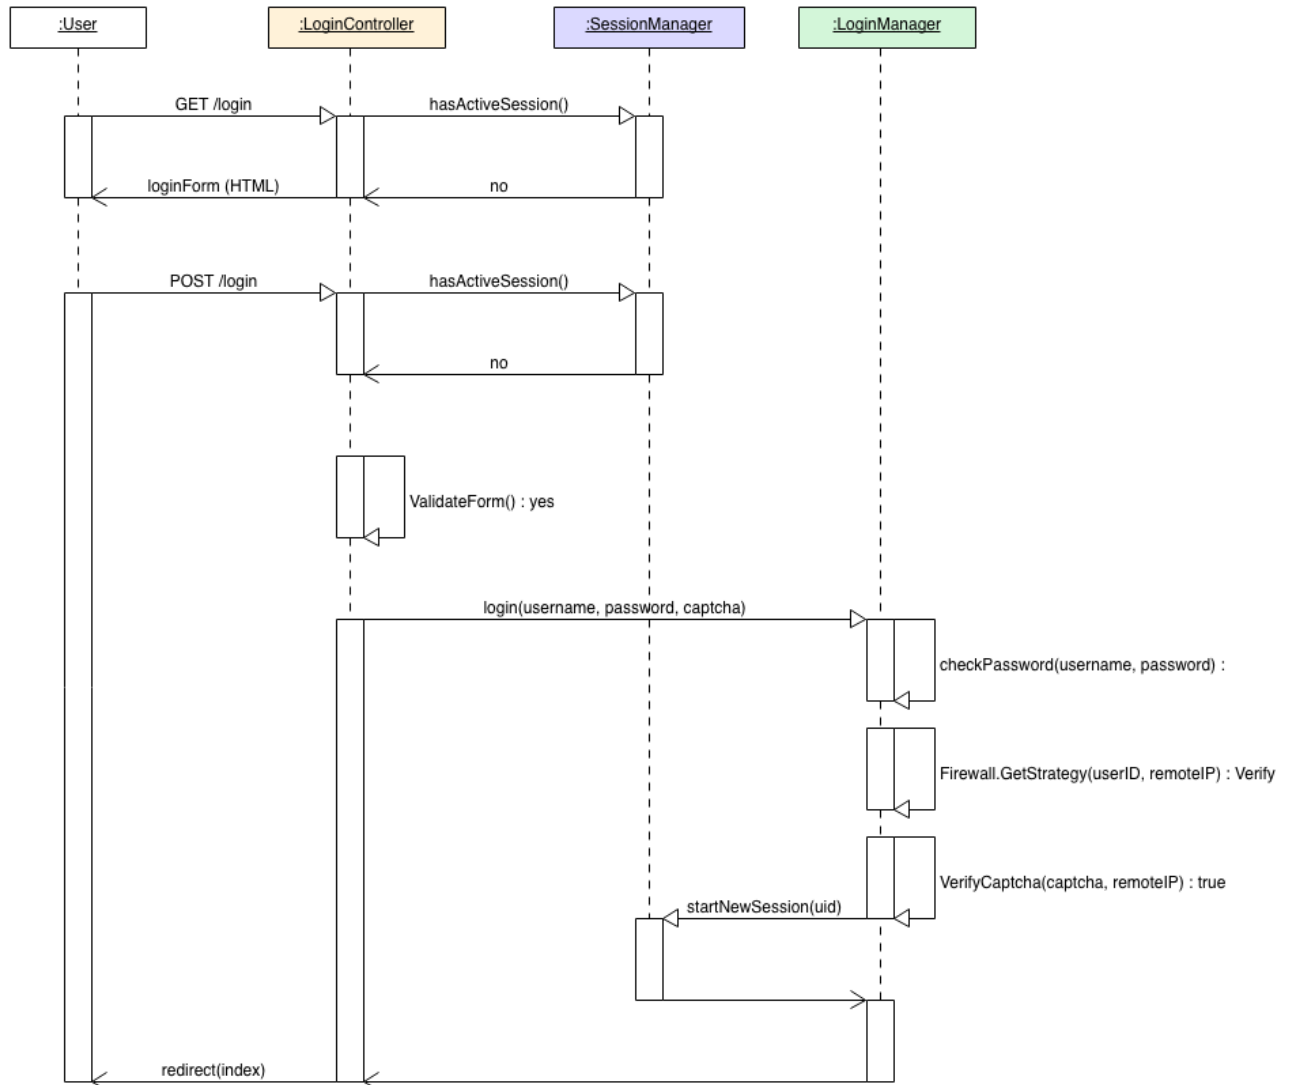 :User
:LoginController
:SessionManager
:LoginManager
GET /login
hasActiveSession()
loginForm (HTML)
no
POST /login
hasActiveSession()
no
ValidateForm() : yes
login(username, password, captcha)
checkPassword(username, password) :
Firewall.GetStrategy(userID, remoteIP) : Verify
VerifyCaptcha(captcha, remoteIP) : true
startNewSession(uid)
redirect(index)